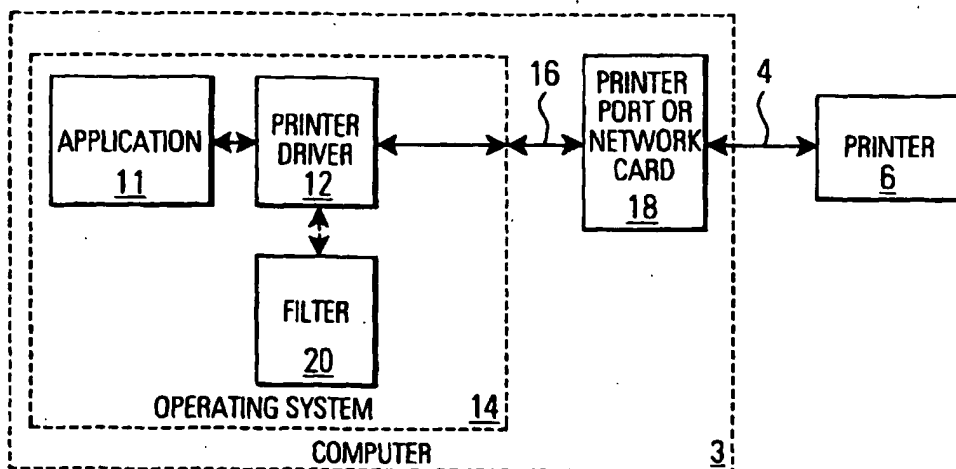 APPLICATION
11
PRINTER
DRIVER
12
FILTER
20
OPERATING SYSTEM
14
COMPUTER
3
16
PRINTER
PORT OR
NETWORK
CARD
18
4
PRINTER
6